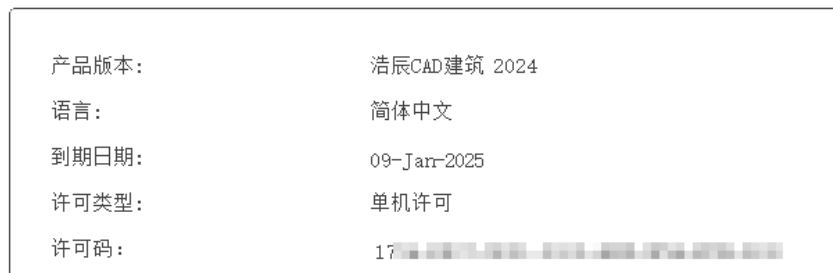 产品版本: 浩辰CAD建筑 2024
语言: 简体中文
到期日期: 09-Jan-2025
许可类型: 单机许可
许可码: 17